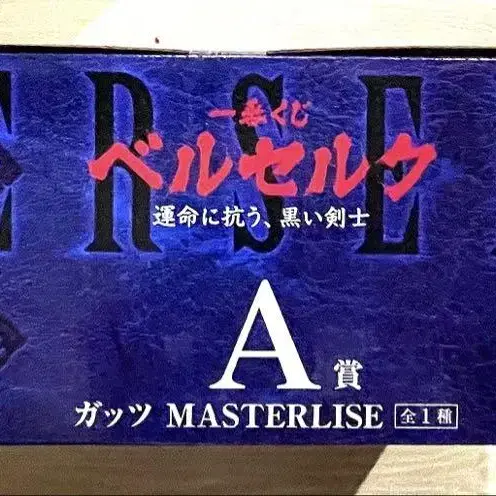 ERSE
一番くじ
ベルセルク
運命に抗う、黒い剣士
A賞
ガッツ MASTERLISE 全1種